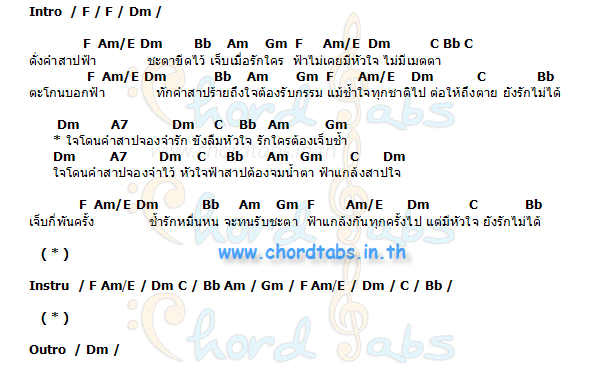 Intro / F / F / Dm /
F Am/E Dm Bb Am Gm F Am/E Dm C Bb C
ดั่งคำสาปฟ้า ชะตาขีดไว้ เจ็บเมื่อรักใคร ฟ้าไม่เคยมีหัวใจ ไม่มีเมตตา
F Am/E Dm Bb Am Gm F Am/E Dm C Bb
ตะโกนบอกฟ้า ทักคำสาปร้ายถึงใจต้องรับกรรม แม้ช้ำใจทุกชาติไป ต่อให้ถึงตาย ยังรักไม่ได้
Dm A7 Dm C Bb Am Gm
* ใจโดนคำสาปจองจำรัก ขังลืมหัวใจ รักใครต้องเจ็บช้ำ
Dm A7 Dm C Bb Am Gm C Dm
ใจโดนคำสาปจองจำไว้ หัวใจฟ้าสาปต้องจมน้ำตา ฟ้าแกล้งสาปใจ
F Am/E Dm Bb Am Gm F Am/E Dm C Bb
เจ็บกี่พันครั้ง ช้ำรักหมื่นหน จะทนรับชะตา ฟ้าแกล้งกันทุกครั้งไป แต่มีหัวใจ ยังรักไม่ได้
www.chordtabs.in.th
( * )
Instru / F Am/E / Dm C / Bb Am / Gm / F Am/E / Dm / C / Bb /
( * )
Outro / Dm /